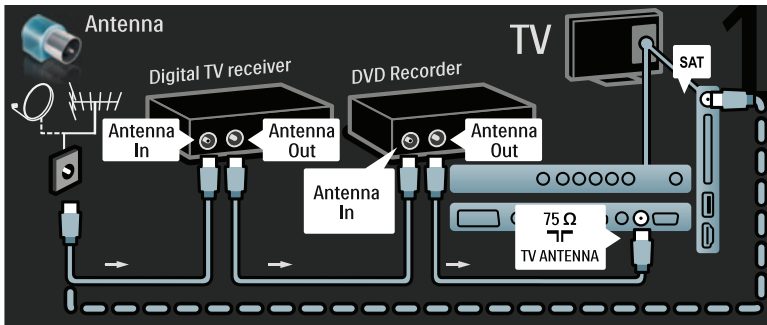 Antenna
TV
1
SAT
Digital TV receiver
DVD Recorder
Antenna
In
Antenna
Out
Antenna
In
Antenna
Out
75 Ω
TV ANTENNA